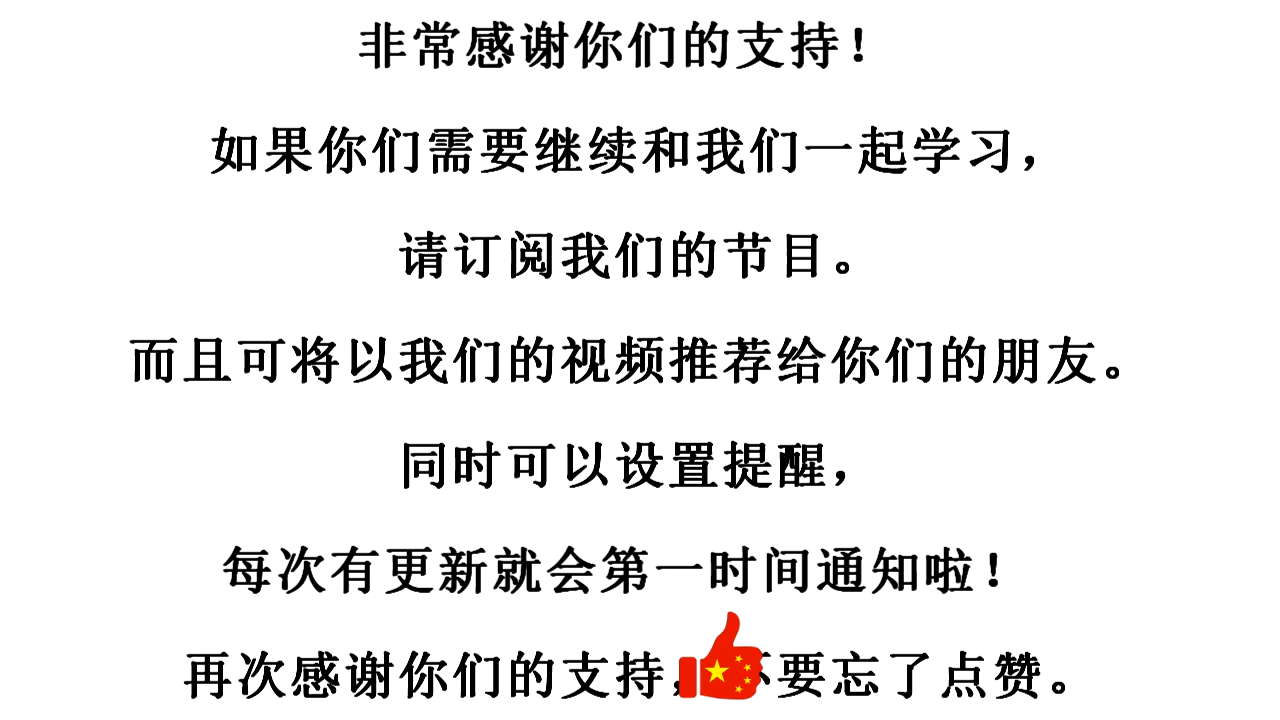 非常感谢你们的支持！
如果你们需要继续和我们一起学习，
请订阅我们的节目。
而且可将以我们的视频推荐给你们的朋友。
同时可以设置提醒，
每次有更新就会第一时间通知啦！
再次感谢你们的支持，不要忘了点赞。